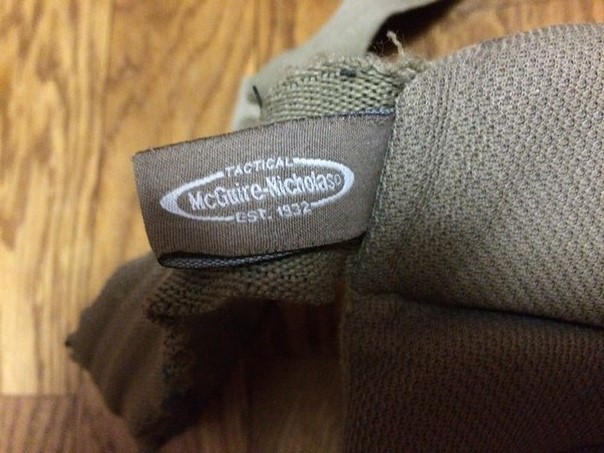 TACTICAL
McGuire-Nicholas®
EST. 1932